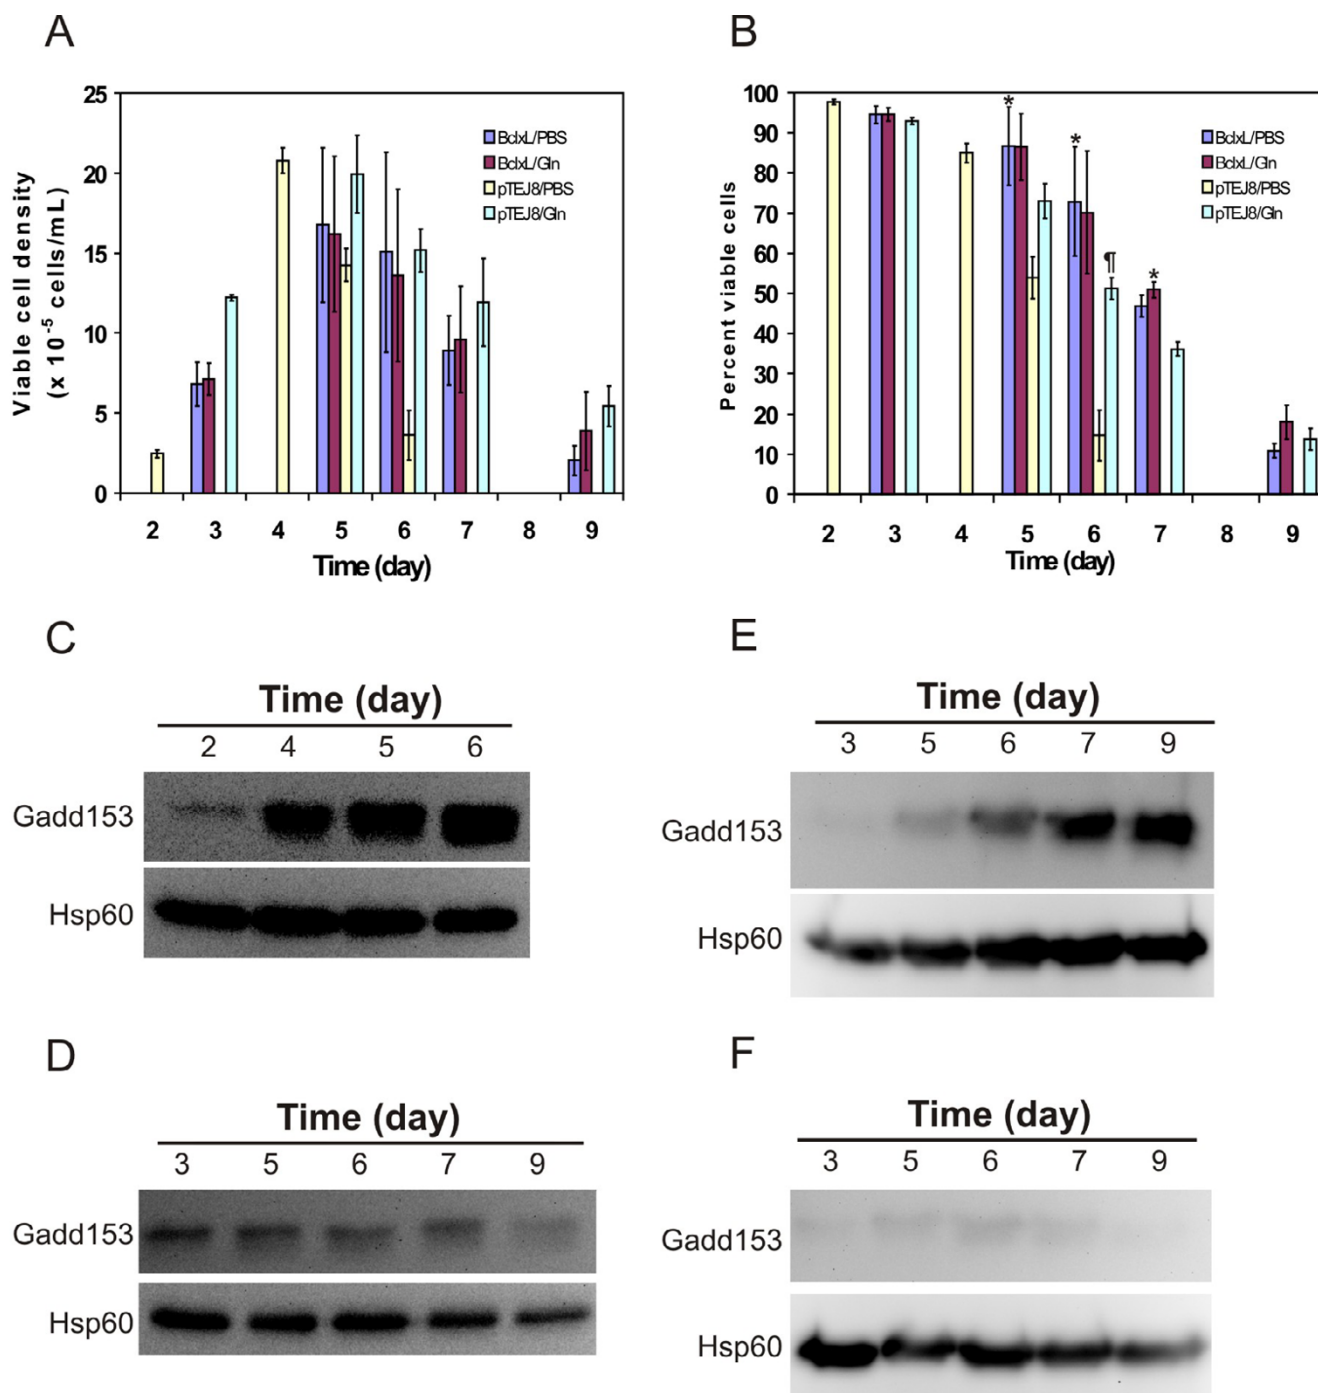 A
Viable cell density
(x 10⁻⁵ cells/mL)
25
20
15
10
5
0
BclxL/PBS
BclxL/Gln
pTEJ8/PBS
pTEJ8/Gln
2 3 4 5 6 7 8 9
Time (day)
B
Percent viable cells
100
90
80
70
60
50
40
30
20
10
0
* * ¶ *
BclxL/PBS
BclxL/Gln
pTEJ8/PBS
pTEJ8/Gln
2 3 4 5 6 7 8 9
Time (day)
C
Time (day)
2 4 5 6
Gadd153
Hsp60
E
Time (day)
3 5 6 7 9
Gadd153
Hsp60
D
Time (day)
3 5 6 7 9
Gadd153
Hsp60
F
Time (day)
3 5 6 7 9
Gadd153
Hsp60